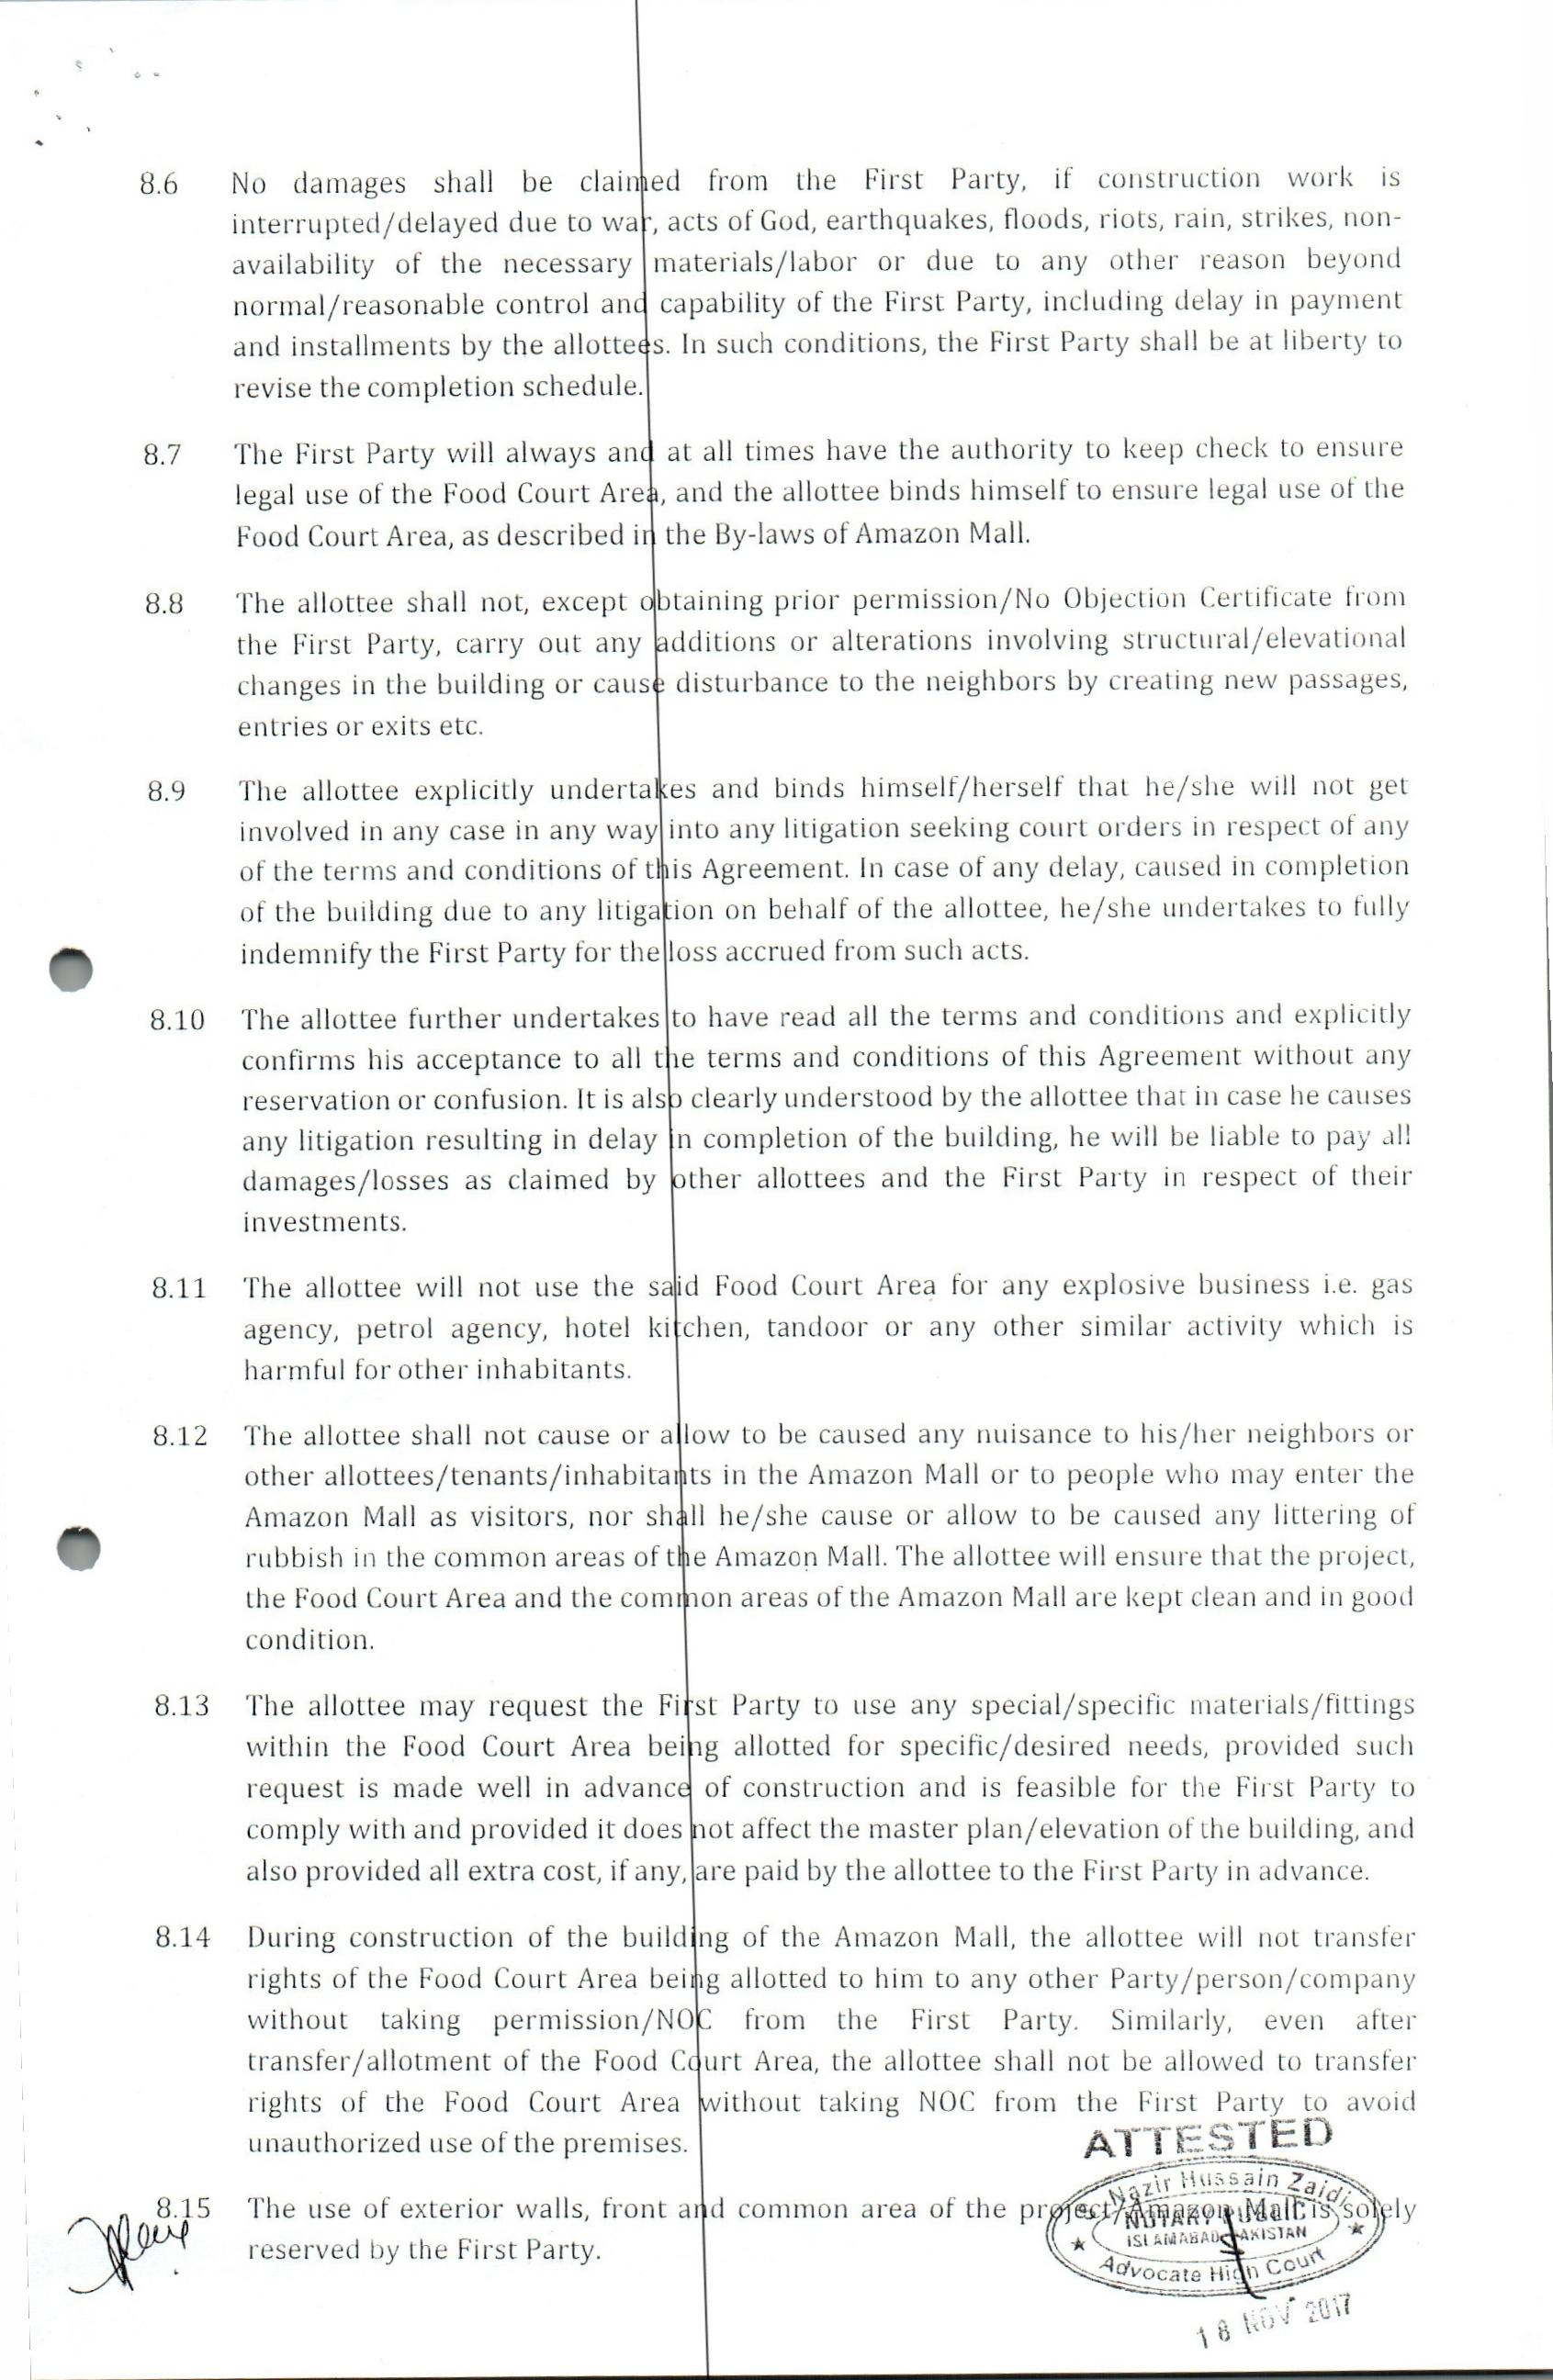 8.6 No damages shall be claimed from the First Party, if construction work is
interrupted/delayed due to war, acts of God, earthquakes, floods, riots, rain, strikes, non-
availability of the necessary materials/labor or due to any other reason beyond
normal/reasonable control and capability of the First Party, including delay in payment
and installments by the allottees. In such conditions, the First Party shall be at liberty to
revise the completion schedule.
8.7 The First Party will always and at all times have the authority to keep check to ensure
legal use of the Food Court Area, and the allottee binds himself to ensure legal use of the
Food Court Area, as described in the By-laws of Amazon Mall.
8.8 The allottee shall not, except obtaining prior permission/No Objection Certificate from
the First Party, carry out any additions or alterations involving structural/elevational
changes in the building or cause disturbance to the neighbors by creating new passages,
entries or exits etc.
8.9 The allottee explicitly undertakes and binds himself/herself that he/she will not get
involved in any case in any way into any litigation seeking court orders in respect of any
of the terms and conditions of this Agreement. In case of any delay, caused in completion
of the building due to any litigation on behalf of the allottee, he/she undertakes to fully
indemnify the First Party for the loss accrued from such acts.
8.10 The allottee further undertakes to have read all the terms and conditions and explicitly
confirms his acceptance to all the terms and conditions of this Agreement without any
reservation or confusion. It is also clearly understood by the allottee that in case he causes
any litigation resulting in delay in completion of the building, he will be liable to pay all
damages/losses as claimed by other allottees and the First Party in respect of their
investments.
8.11 The allottee will not use the said Food Court Area for any explosive business i.e. gas
agency, petrol agency, hotel kitchen, tandoor or any other similar activity which is
harmful for other inhabitants.
8.12 The allottee shall not cause or allow to be caused any nuisance to his/her neighbors or
other allottees/tenants/inhabitants in the Amazon Mall or to people who may enter the
Amazon Mall as visitors, nor shall he/she cause or allow to be caused any littering of
rubbish in the common areas of the Amazon Mall. The allottee will ensure that the project,
the Food Court Area and the common areas of the Amazon Mall are kept clean and in good
condition.
8.13 The allottee may request the First Party to use any special/specific materials/fittings
within the Food Court Area being allotted for specific/desired needs, provided such
request is made well in advance of construction and is feasible for the First Party to
comply with and provided it does not affect the master plan/elevation of the building, and
also provided all extra cost, if any, are paid by the allottee to the First Party in advance.
8.14 During construction of the building of the Amazon Mall, the allottee will not transfer
rights of the Food Court Area being allotted to him to any other Party/person/company
without taking permission/NOC from the First Party. Similarly, even after
transfer/allotment of the Food Court Area, the allottee shall not be allowed to transfer
rights of the Food Court Area without taking NOC from the First Party to avoid
unauthorized use of the premises.
8.15 The use of exterior walls, front and common area of the project/Amazon Mall is solely
reserved by the First Party.
ATTESTED
Nazir Hussain Zaidi
NOTARY PUBLIC
ISLAMABAD PAKISTAN
Advocate High Court
18 NOV 2017